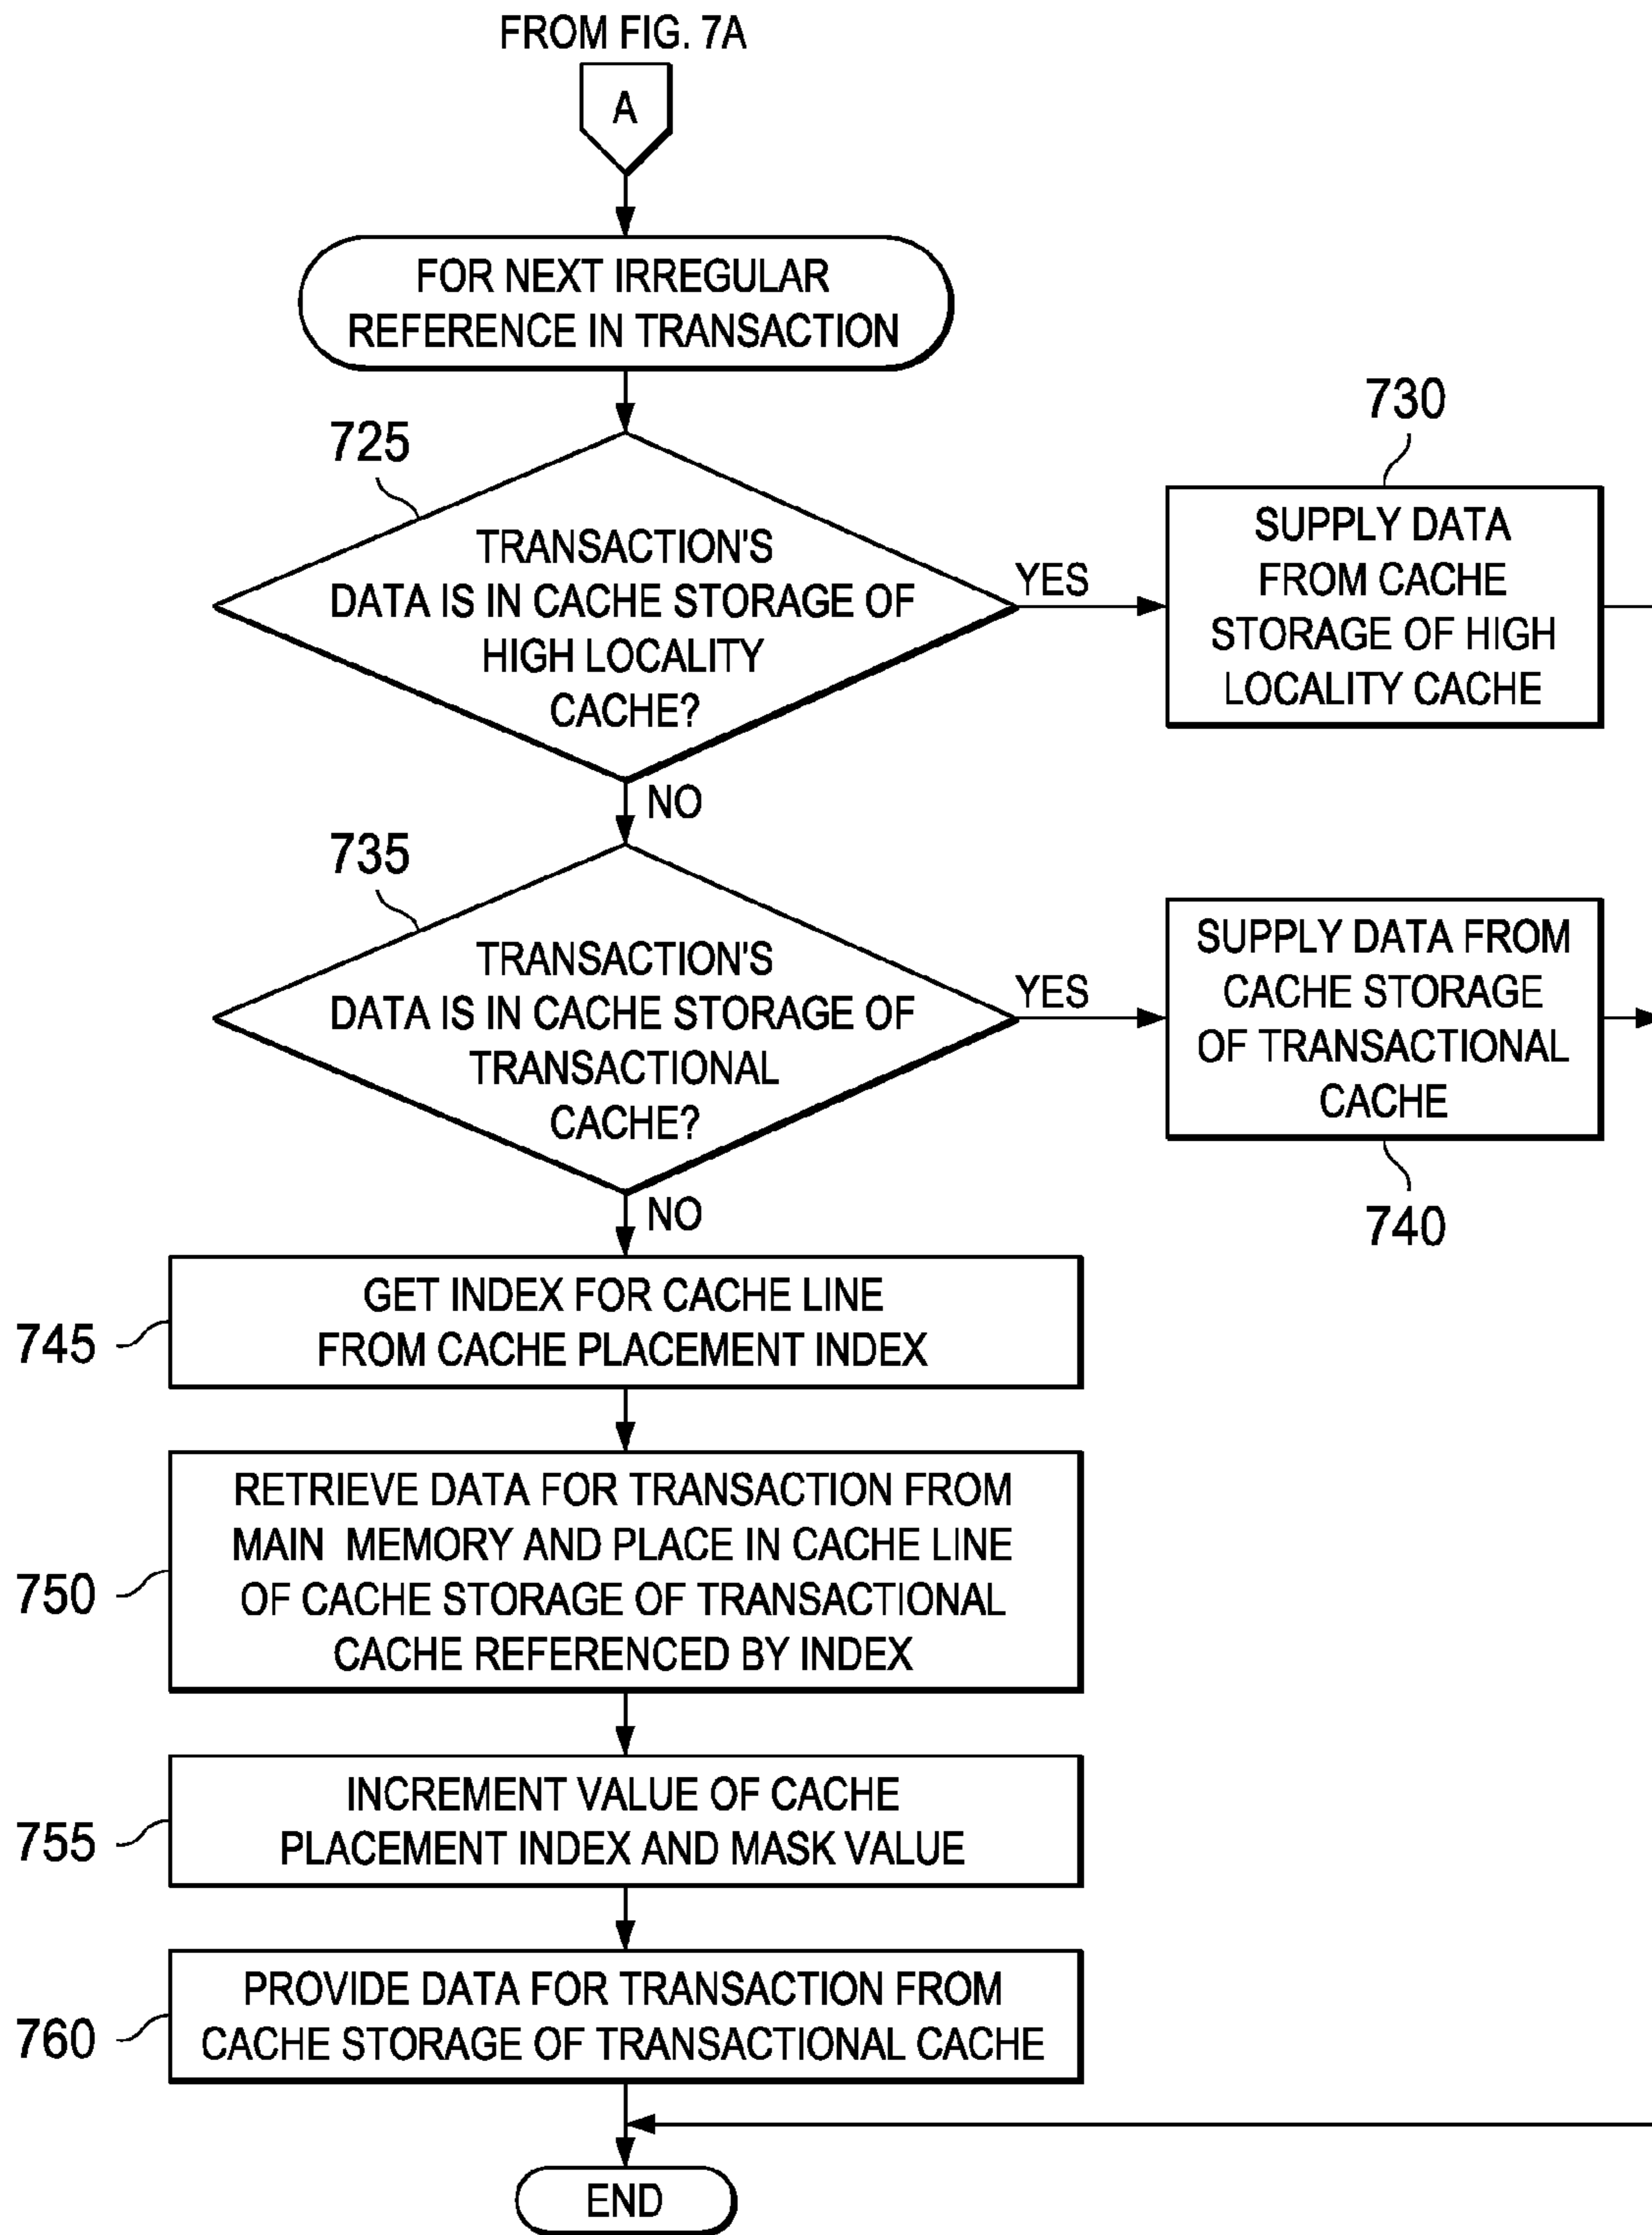 FROM FIG. 7A
A
FOR NEXT IRREGULAR
REFERENCE IN TRANSACTION
725
TRANSACTION'S
DATA IS IN CACHE STORAGE OF
HIGH LOCALITY
CACHE?
YES
730
SUPPLY DATA
FROM CACHE
STORAGE OF HIGH
LOCALITY CACHE
NO
735
TRANSACTION'S
DATA IS IN CACHE STORAGE OF
TRANSACTIONAL
CACHE?
YES
SUPPLY DATA FROM
CACHE STORAGE
OF TRANSACTIONAL
CACHE
740
NO
745
GET INDEX FOR CACHE LINE
FROM CACHE PLACEMENT INDEX
750
RETRIEVE DATA FOR TRANSACTION FROM
MAIN MEMORY AND PLACE IN CACHE LINE
OF CACHE STORAGE OF TRANSACTIONAL
CACHE REFERENCED BY INDEX
755
INCREMENT VALUE OF CACHE
PLACEMENT INDEX AND MASK VALUE
760
PROVIDE DATA FOR TRANSACTION FROM
CACHE STORAGE OF TRANSACTIONAL CACHE
END